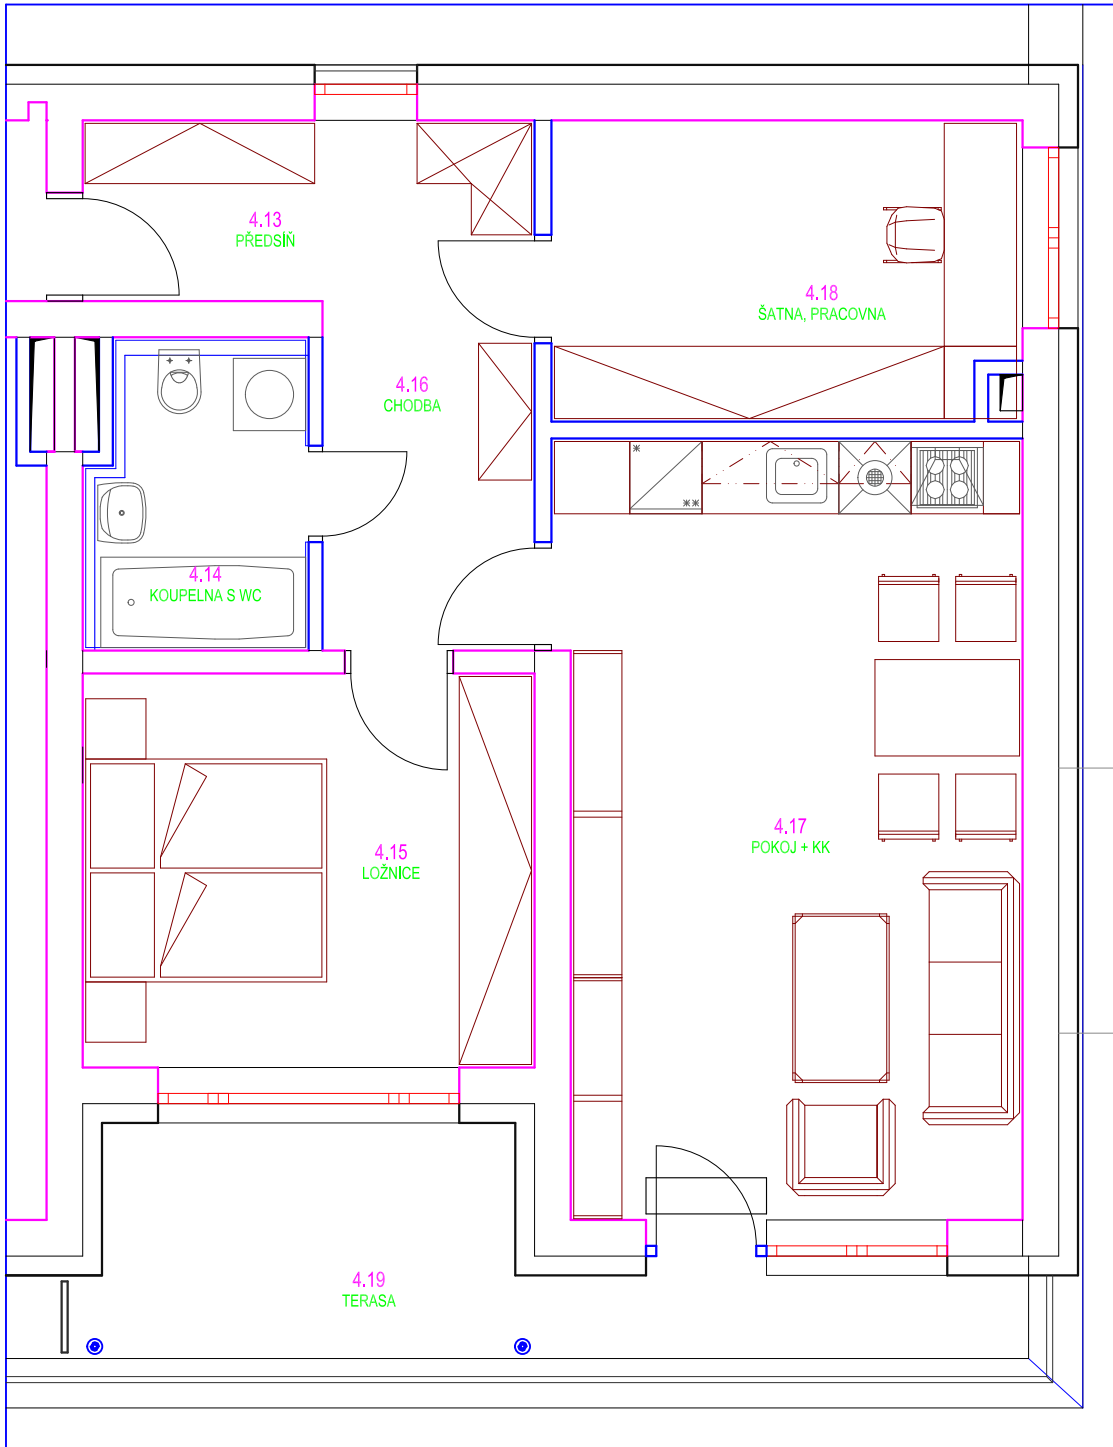 4.13
PŘEDSÍŇ
4.18
ŠATNA, PRACOVNA
4.16
CHODBA
4.14
KOUPELNA S WC
4.17
POKOJ + KK
4.15
LOŽNICE
4.19
TERASA